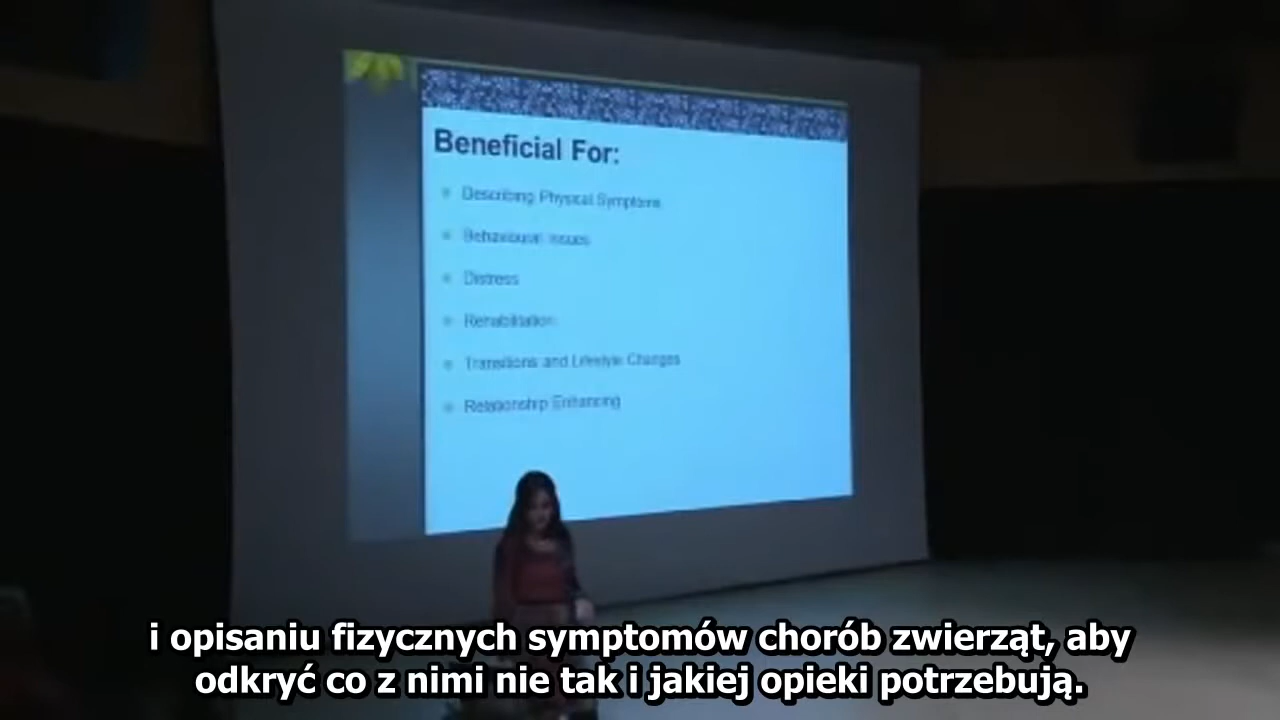 Beneficial For:
Describing Physical Symptoms
Behavioural Issues
Distress
Rehabilitation
Transitions and Lifestyle Changes
Relationship Enhancing
i opisaniu fizycznych symptomów chorób zwierząt, aby
odkryć co z nimi nie tak i jakiej opieki potrzebują.